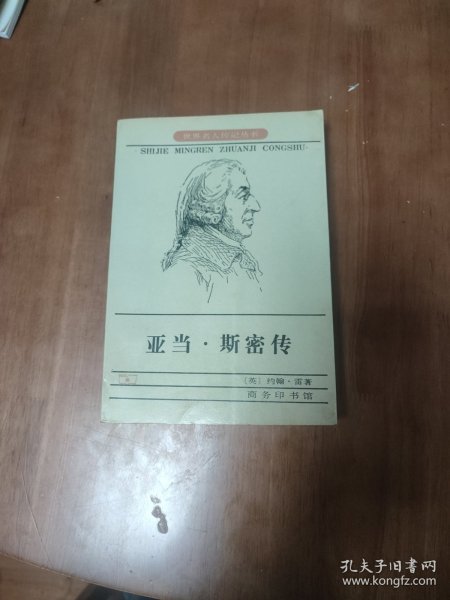 世界名人传记丛书
SHIJIE MINGREN ZHUANJI CONGSHU
亚当·斯密传
〔英〕约翰·雷著
商务印书馆
孔夫子旧书网
www.kongfz.com